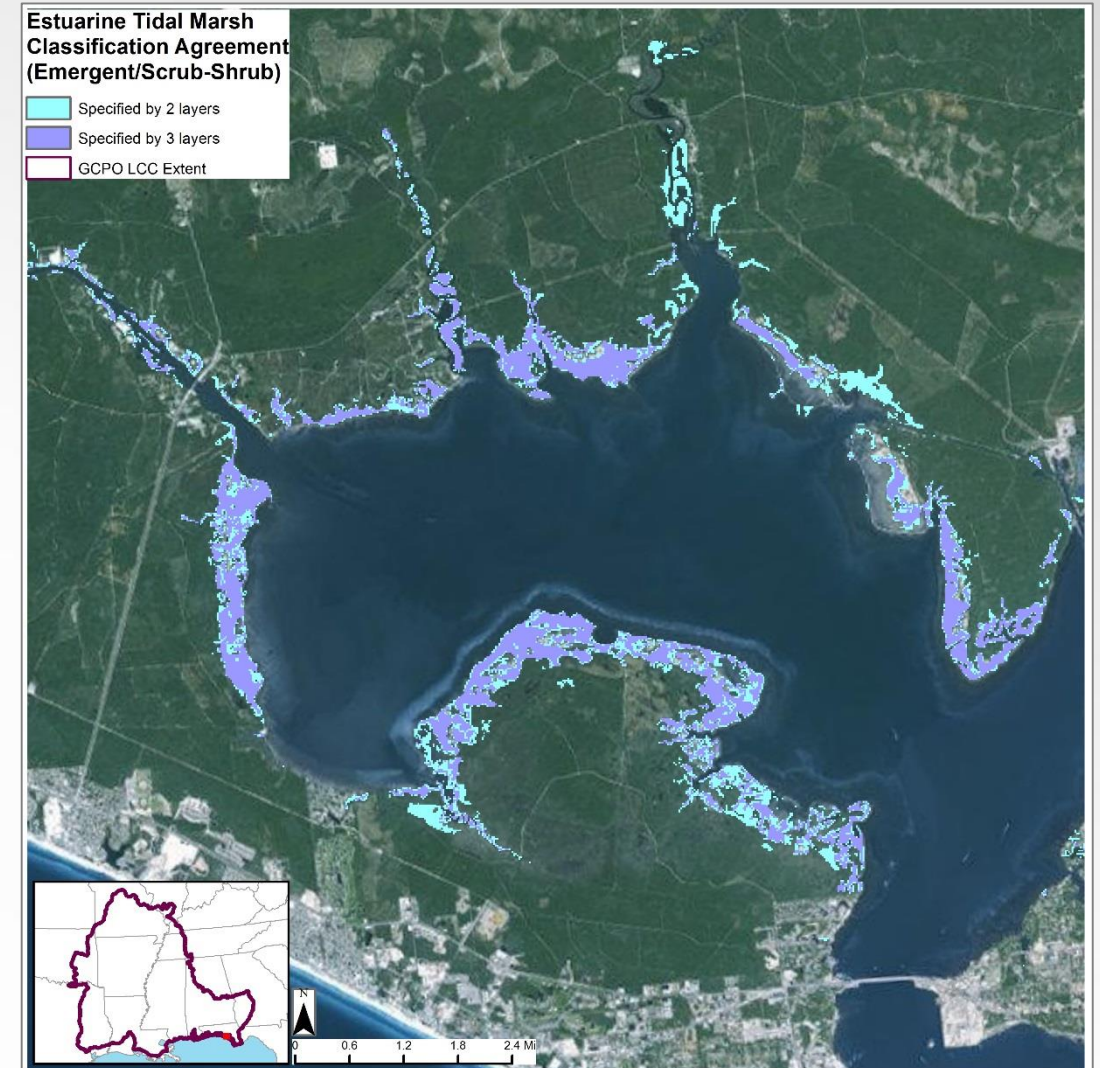 Estuarine Tidal Marsh
Classification Agreement
(Emergent/Scrub-Shrub)
Specified by 2 layers
Specified by 3 layers
GCPO LCC Extent
N
0 0.6 1.2 1.8 2.4 Mi